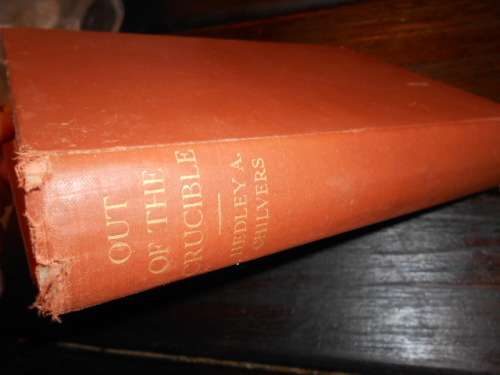 OUT
OF THE
CRUCIBLE
HEDLEY A.
CHILVERS